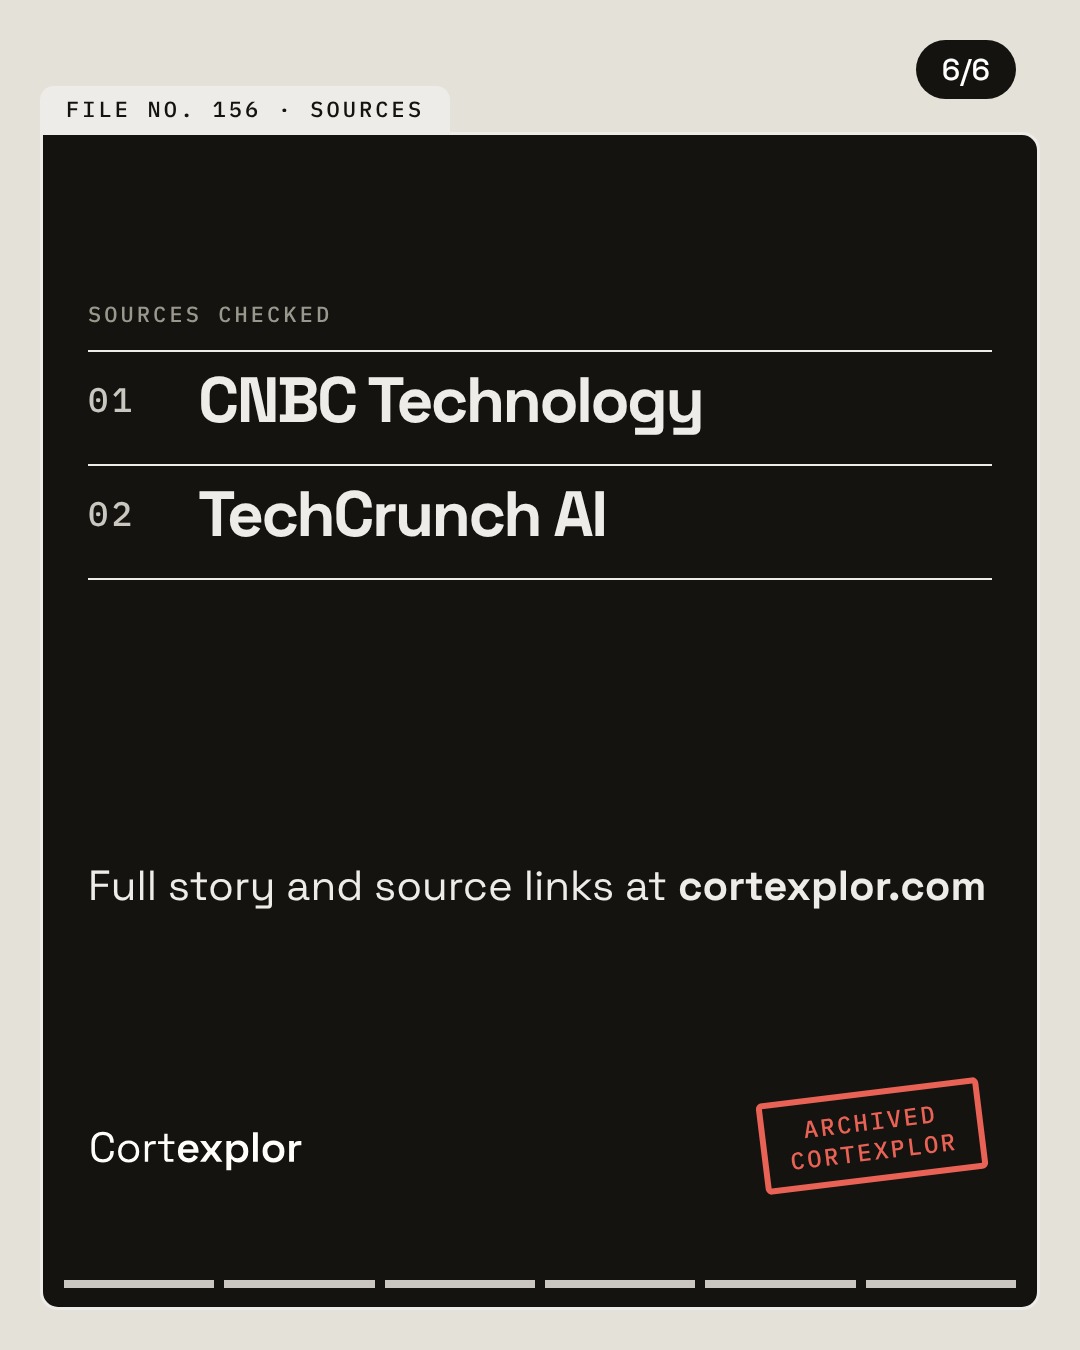 6/6
FILE NO. 156 · SOURCES
SOURCES CHECKED
01 CNBC Technology
02 TechCrunch AI
Full story and source links at cortexplor.com
Cortexplor
ARCHIVED
CORTEXPLOR